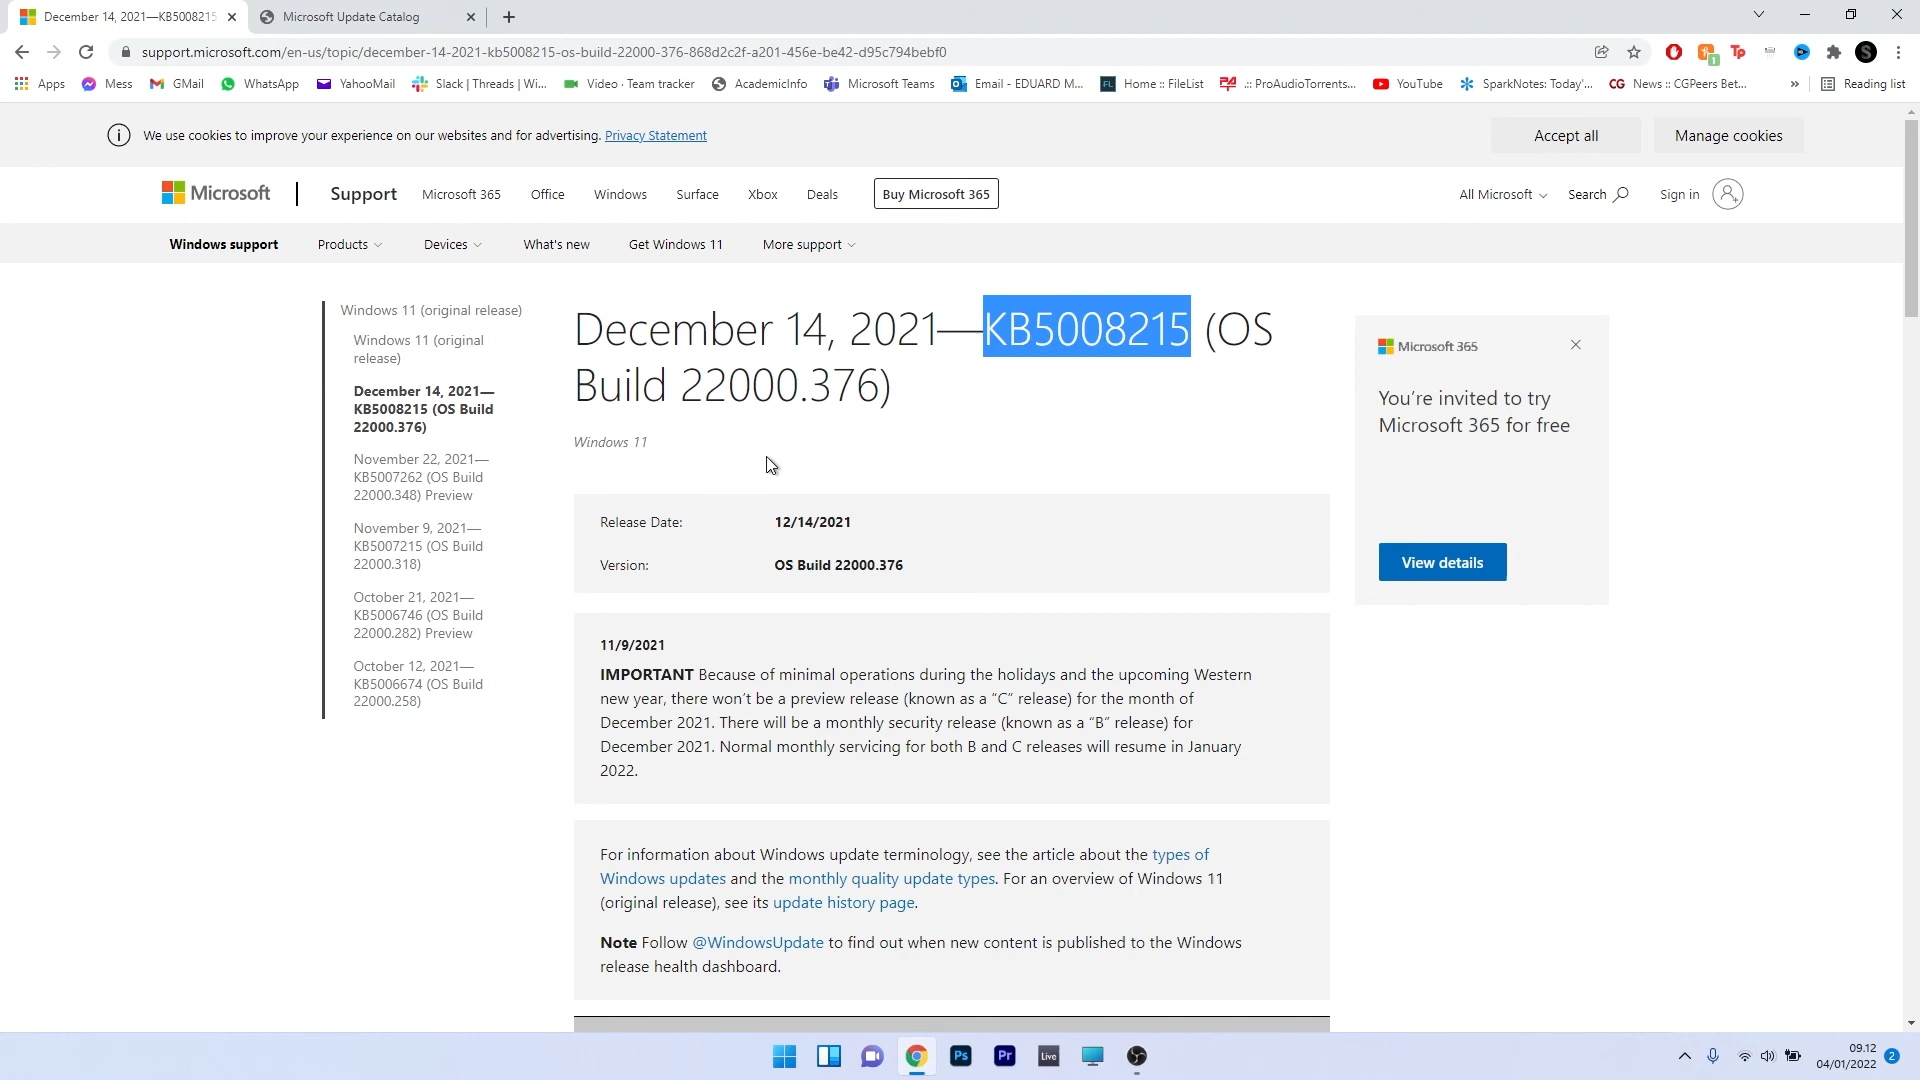 December 14, 2021—KB5008215
Microsoft Update Catalog
support.microsoft.com/en-us/topic/december-14-2021-kb5008215-os-build-22000-376-868d2c2f-a201-456e-be42-d95c794bebf0
Tp
1
S
Apps
Mess
GMail
WhatsApp
YahooMail
Slack | Threads | Wi...
Video · Team tracker
AcademicInfo
Microsoft Teams
Email - EDUARD M...
FL
Home :: FileList
.:: ProAudioTorrents...
YouTube
SparkNotes: Today'...
CG
News :: CGPeers Bet...
»
Reading list
We use cookies to improve your experience on our websites and for advertising. Privacy Statement
Accept all
Manage cookies
Microsoft
Support
Microsoft 365
Office
Windows
Surface
Xbox
Deals
Buy Microsoft 365
All Microsoft
Search
Sign in
Windows support
Products
Devices
What's new
Get Windows 11
More support
Windows 11 (original release)
Windows 11 (original
release)
December 14, 2021—
KB5008215 (OS Build
22000.376)
November 22, 2021—
KB5007262 (OS Build
22000.348) Preview
November 9, 2021—
KB5007215 (OS Build
22000.318)
October 21, 2021—
KB5006746 (OS Build
22000.282) Preview
October 12, 2021—
KB5006674 (OS Build
22000.258)
December 14, 2021—KB5008215 (OS
Build 22000.376)
Windows 11
Release Date:
12/14/2021
Version:
OS Build 22000.376
11/9/2021
IMPORTANT Because of minimal operations during the holidays and the upcoming Western
new year, there won’t be a preview release (known as a “C” release) for the month of
December 2021. There will be a monthly security release (known as a “B” release) for
December 2021. Normal monthly servicing for both B and C releases will resume in January
2022.
For information about Windows update terminology, see the article about the types of
Windows updates and the monthly quality update types. For an overview of Windows 11
(original release), see its update history page.
Note Follow @WindowsUpdate to find out when new content is published to the Windows
release health dashboard.
Microsoft 365
You’re invited to try
Microsoft 365 for free
View details
Ps
Pr
Live
09.12
04/01/2022
2